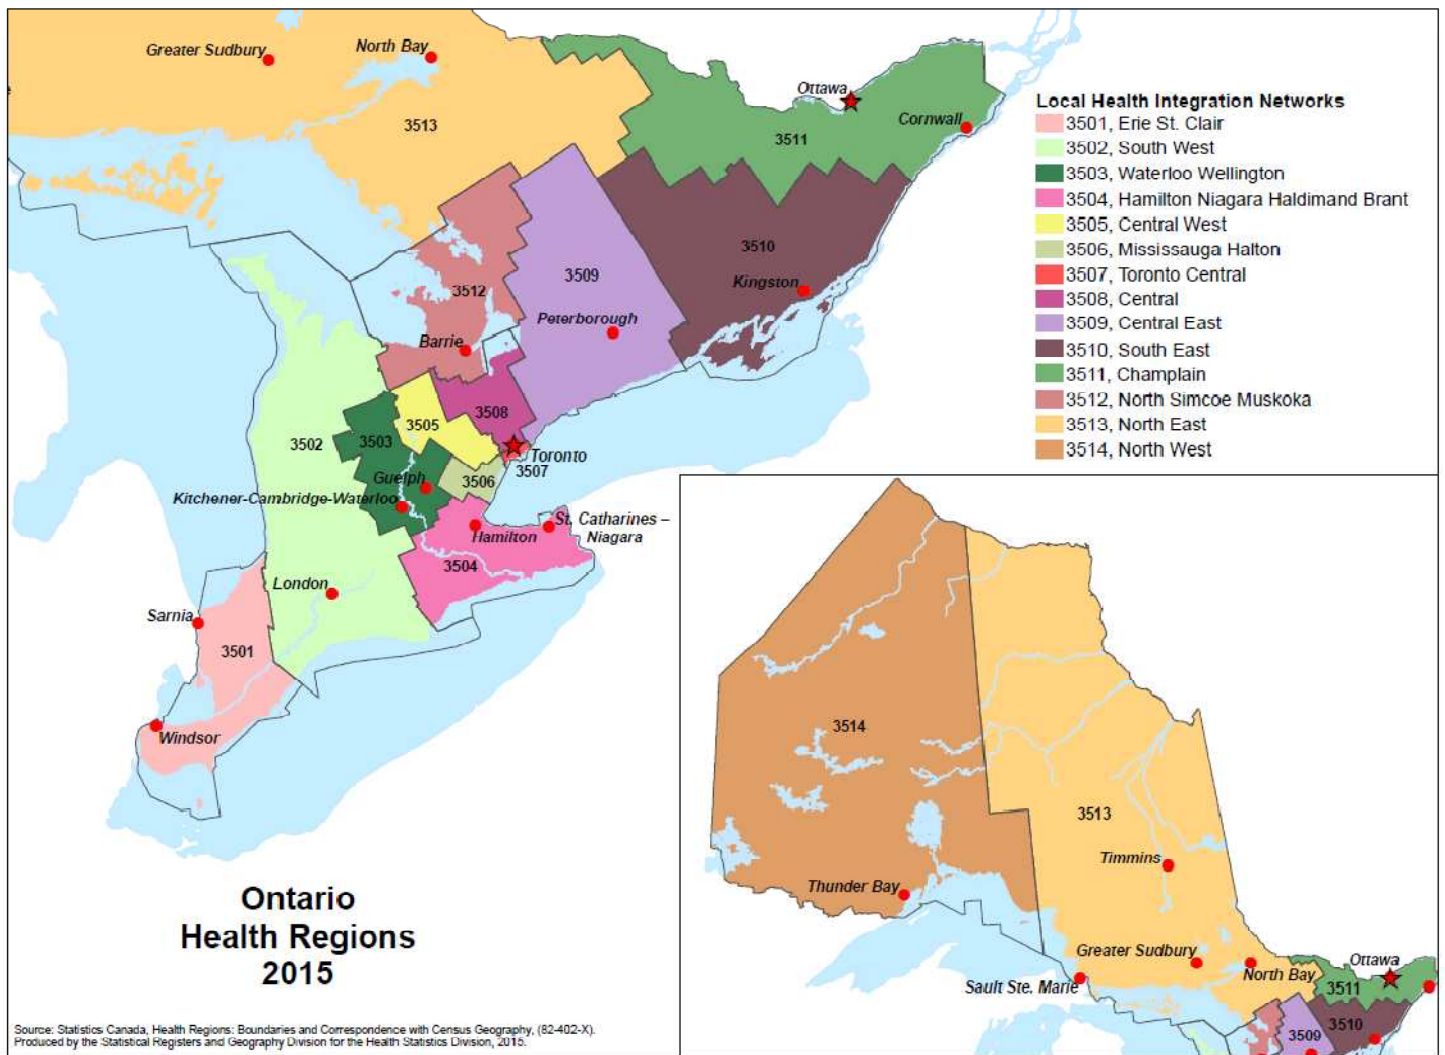 Greater Sudbury
North Bay
3513
Ottawa
Cornwall
3511
3510
Kingston
3509
Peterborough
3512
Barrie
3508
3505
3503
3502
Toronto
3507
3506
Guelph
Kitchener-Cambridge-Waterloo
Hamilton
St. Catharines –
Niagara
3504
London
Sarnia
3501
Windsor
Local Health Integration Networks
3501, Erie St. Clair
3502, South West
3503, Waterloo Wellington
3504, Hamilton Niagara Haldimand Brant
3505, Central West
3506, Mississauga Halton
3507, Toronto Central
3508, Central
3509, Central East
3510, South East
3511, Champlain
3512, North Simcoe Muskoka
3513, North East
3514, North West
3514
3513
Timmins
Thunder Bay
Greater Sudbury
North Bay
Sault Ste. Marie
Ottawa
3511
3510
3509
Ontario
Health Regions
2015
Source: Statistics Canada, Health Regions: Boundaries and Correspondence with Census Geography, (82-402-X).
Produced by the Statistical Registers and Geography Division for the Health Statistics Division, 2015.